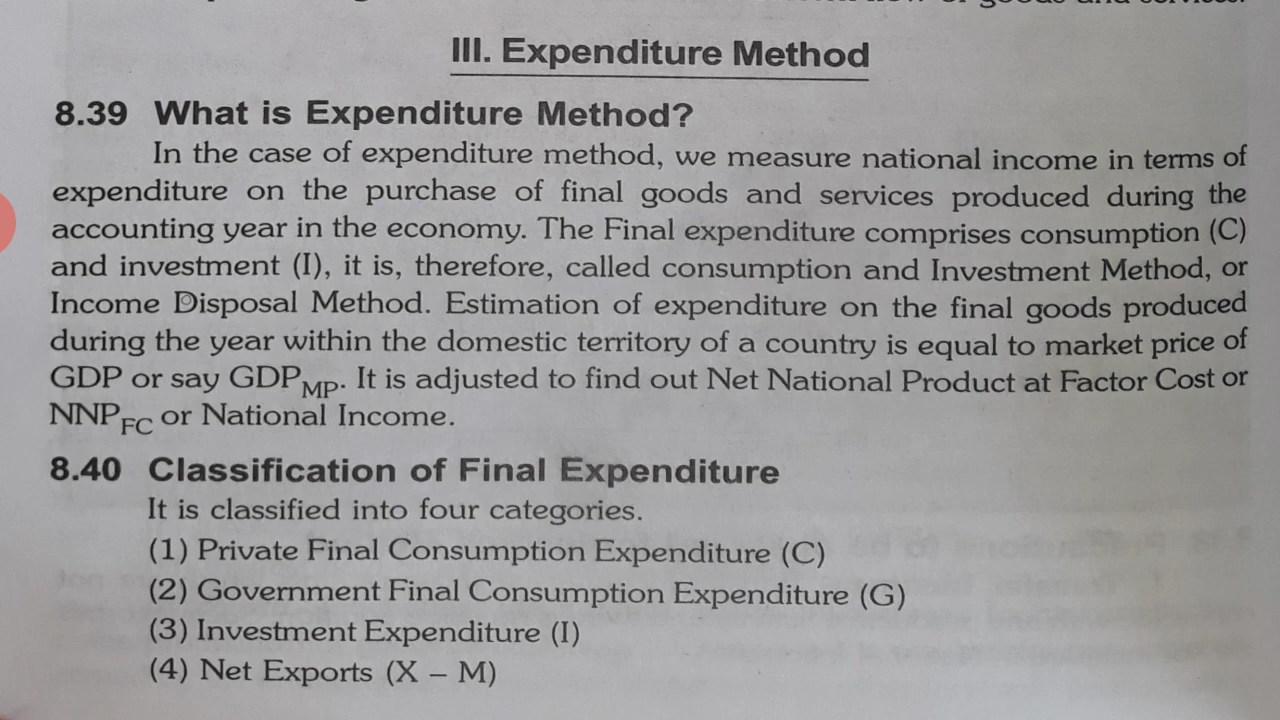 goods and services.
III. Expenditure Method
8.39 What is Expenditure Method?
In the case of expenditure method, we measure national income in terms of
expenditure on the purchase of final goods and services produced during the
accounting year in the economy. The Final expenditure comprises consumption (C)
and investment (I), it is, therefore, called consumption and Investment Method, or
Income Disposal Method. Estimation of expenditure on the final goods produced
during the year within the domestic territory of a country is equal to market price of
GDP or say GDP_MP. It is adjusted to find out Net National Product at Factor Cost or
NNP_FC or National Income.
8.40 Classification of Final Expenditure
It is classified into four categories.
(1) Private Final Consumption Expenditure (C)
(2) Government Final Consumption Expenditure (G)
(3) Investment Expenditure (I)
(4) Net Exports (X – M)